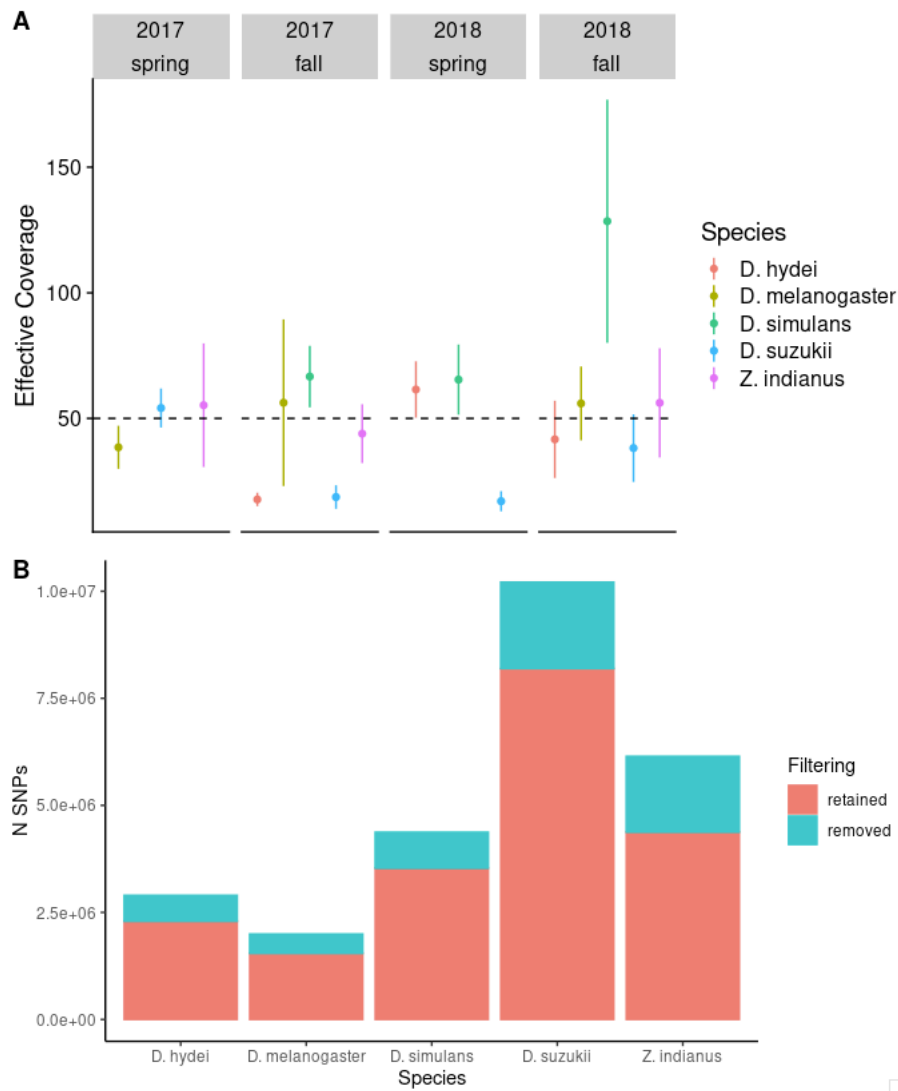 A
2017
spring
2017
fall
2018
spring
2018
fall
Effective Coverage
150
100
50
Species
D. hydei
D. melanogaster
D. simulans
D. suzukii
Z. indianus
B
N SNPs
1.0e+07
7.5e+06
5.0e+06
2.5e+06
0.0e+00
D. hydei D. melanogaster D. simulans D. suzukii Z. indianus
Species
Filtering
retained
removed